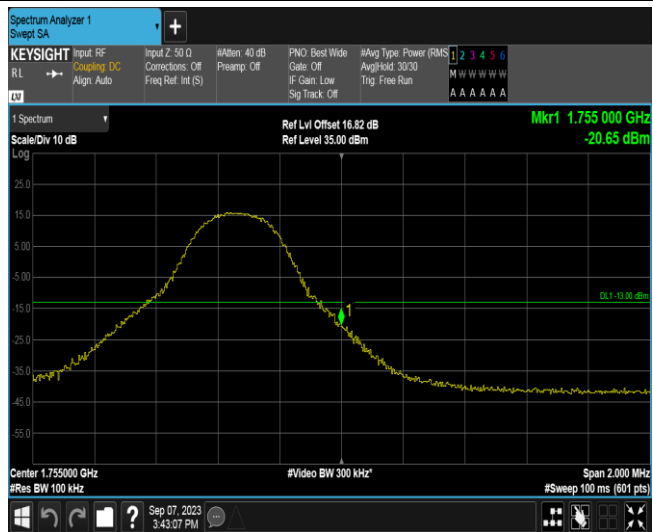 Spectrum Analyzer 1
Swept SA
KEYSIGHT
RL
LXI
Input: RF
Coupling: DC
Align: Auto
Input Z: 50 Ω
Corrections: Off
Freq Ref: Int (S)
#Atten: 40 dB
Preamp: Off
PNO: Best Wide
Gate: Off
IF Gain: Low
Sig Track: Off
#Avg Type: Power (RMS
Avg|Hold: 30/30
Trig: Free Run
1 2 3 4 5 6
M W W W W W
A A A A A A
1 Spectrum
Scale/Div 10 dB
Log
Ref Lvl Offset 16.82 dB
Ref Level 35.00 dBm
Mkr1 1.755 000 GHz
-20.65 dBm
25.0
15.0
5.00
-5.00
-15.0
-25.0
-35.0
-45.0
-55.0
DL1 -13.00 dBm
1
Center 1.755000 GHz
#Res BW 100 kHz
#Video BW 300 kHz*
Span 2.000 MHz
#Sweep 100 ms (601 pts)
?
Sep 07, 2023
3:43:07 PM